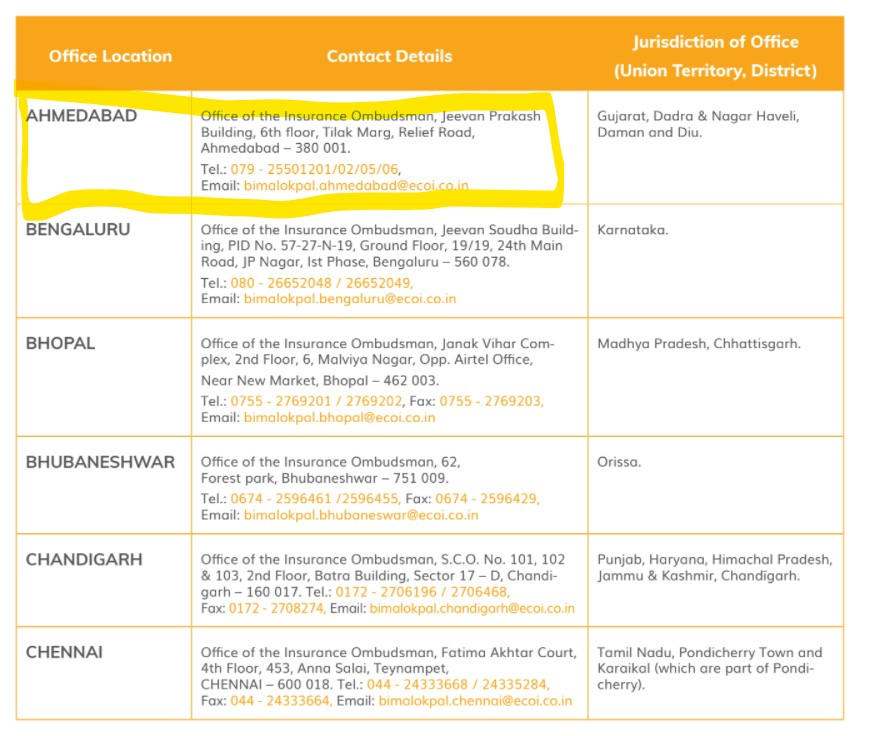 Office Location
Contact Details
Jurisdiction of Office
(Union Territory, District)
AHMEDABAD
Office of the Insurance Ombudsman, Jeevan Prakash
Building, 6th floor, Tilak Marg, Relief Road,
Ahmedabad – 380 001.
Tel.: 079 - 25501201/02/05/06,
Email: bimalokpal.ahmedabad@ecoi.co.in
Gujarat, Dadra & Nagar Haveli,
Daman and Diu.
BENGALURU
Office of the Insurance Ombudsman, Jeevan Soudha Build-
ing, PID No. 57-27-N-19, Ground Floor, 19/19, 24th Main
Road, JP Nagar, Ist Phase, Bengaluru – 560 078.
Tel.: 080 - 26652048 / 26652049,
Email: bimalokpal.bengaluru@ecoi.co.in
Karnataka.
BHOPAL
Office of the Insurance Ombudsman, Janak Vihar Com-
plex, 2nd Floor, 6, Malviya Nagar, Opp. Airtel Office,
Near New Market, Bhopal – 462 003.
Tel.: 0755 - 2769201 / 2769202, Fax: 0755 - 2769203,
Email: bimalokpal.bhopal@ecoi.co.in
Madhya Pradesh, Chhattisgarh.
BHUBANESHWAR
Office of the Insurance Ombudsman, 62,
Forest park, Bhubaneshwar – 751 009.
Tel.: 0674 - 2596461 /2596455, Fax: 0674 - 2596429,
Email: bimalokpal.bhubaneswar@ecoi.co.in
Orissa.
CHANDIGARH
Office of the Insurance Ombudsman, S.C.O. No. 101, 102
& 103, 2nd Floor, Batra Building, Sector 17 – D, Chandi-
garh – 160 017. Tel.: 0172 - 2706196 / 2706468,
Fax: 0172 - 2708274, Email: bimalokpal.chandigarh@ecoi.co.in
Punjab, Haryana, Himachal Pradesh,
Jammu & Kashmir, Chandigarh.
CHENNAI
Office of the Insurance Ombudsman, Fatima Akhtar Court,
4th Floor, 453, Anna Salai, Teynampet,
CHENNAI – 600 018. Tel.: 044 - 24333668 / 24335284,
Fax: 044 - 24333664, Email: bimalokpal.chennai@ecoi.co.in
Tamil Nadu, Pondicherry Town and
Karaikal (which are part of Pondi-
cherry).